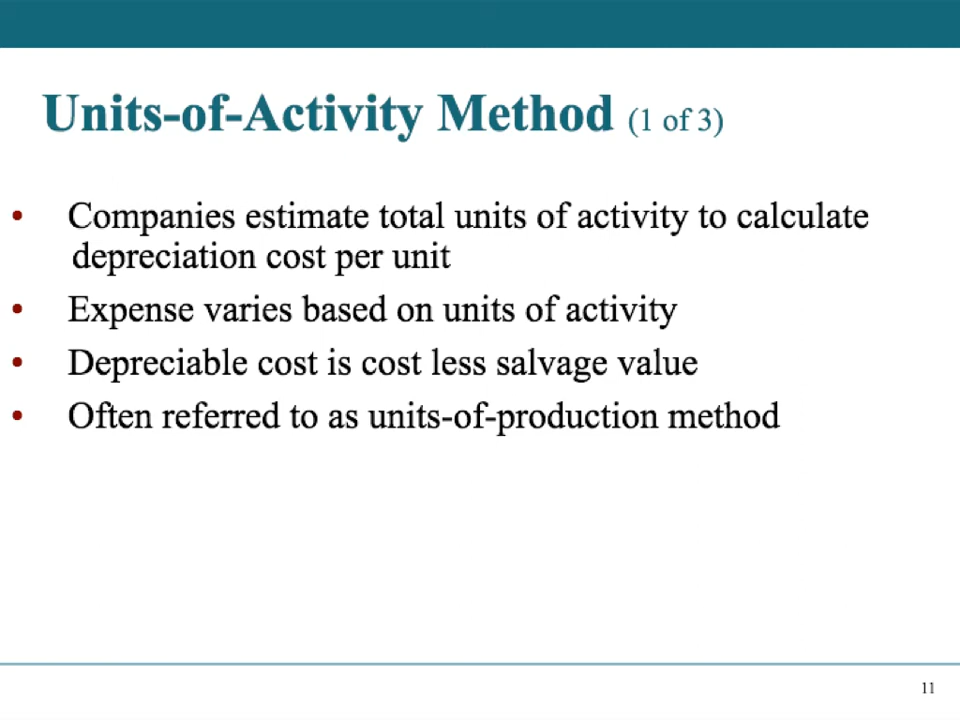 Units-of-Activity Method (1 of 3)
• Companies estimate total units of activity to calculate
depreciation cost per unit
• Expense varies based on units of activity
• Depreciable cost is cost less salvage value
• Often referred to as units-of-production method
11